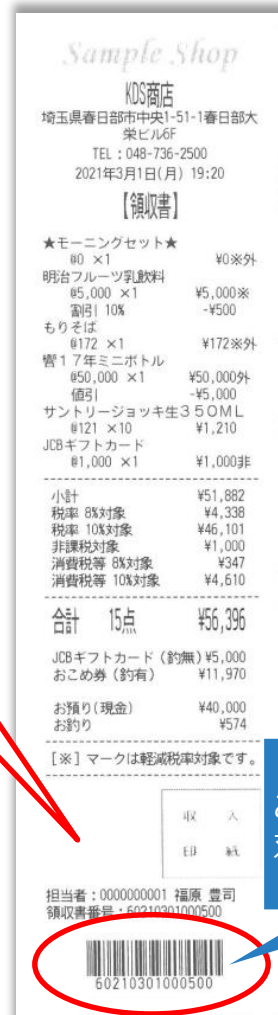 Sample Shop
KDS商店
埼玉県春日部市中央1-51-1春日部大
栄ビル6F
TEL:048-736-2500
2021年3月1日(月) 19:20
【領収書】
★モーニングセット★
@0 ×1 ¥0※外
明治フルーツ乳飲料
@5,000 ×1 ¥5,000※
割引 10% -¥500
もりそば
@172 ×1 ¥172※外
響17年ミニボトル
@50,000 ×1 ¥50,000外
値引 -¥5,000
サントリージョッキ生350ML
@121 ×10 ¥1,210
JCBギフトカード
@1,000 ×1 ¥1,000非
小計 ¥51,882
税率 8%対象 ¥4,338
税率 10%対象 ¥46,101
非課税対象 ¥1,000
消費税等 8%対象 ¥347
消費税等 10%対象 ¥4,610
合計 15点 ¥56,396
JCBギフトカード(釣無)¥5,000
おこめ券(釣有) ¥11,970
お預り(現金) ¥40,000
お釣り ¥574
[※]マークは軽減税率対象です。
収入
印紙
担当者:0000000001 福原 豊司
領収書番号:60210301000500
60210301000500